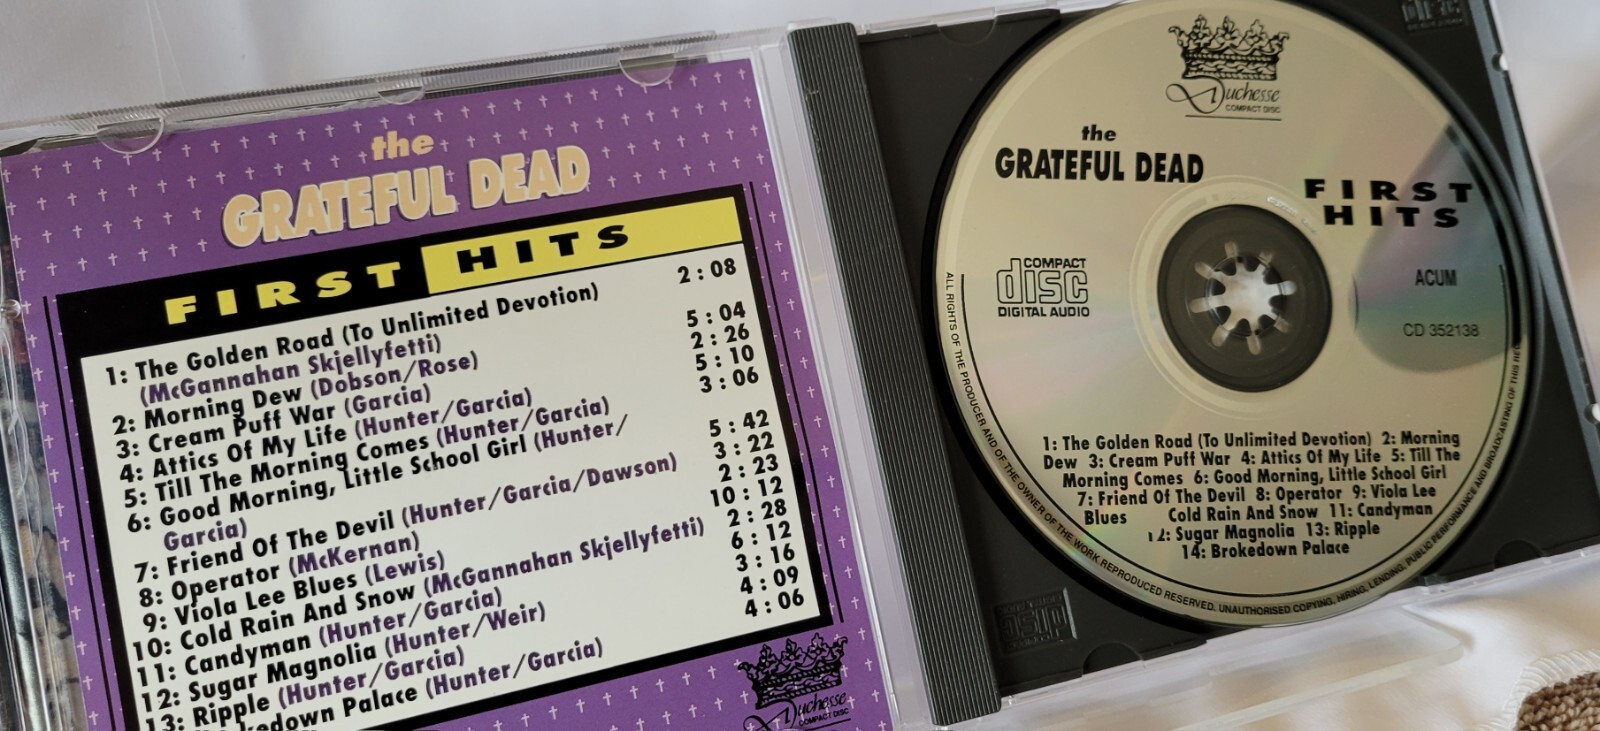 the
GRATEFUL DEAD
FIRST HITS
1: The Golden Road (To Unlimited Devotion) 2:08
(McGannahan Skjellyfetti)
2: Morning Dew (Dobson/Rose) 5:04
3: Cream Puff War (Garcia) 2:26
4: Attics Of My Life (Hunter/Garcia) 5:10
5: Till The Morning Comes (Hunter/Garcia) 3:06
6: Good Morning, Little School Girl (Hunter/
Garcia) 5:42
7: Friend Of The Devil (Hunter/Garcia/Dawson) 3:22
8: Operator (McKernan) 2:23
9: Viola Lee Blues (Lewis) 10:12
10: Cold Rain And Snow (McGannahan Skjellyfetti) 2:28
11: Candyman (Hunter/Garcia) 6:12
12: Sugar Magnolia (Hunter/Weir) 3:16
13: Ripple (Hunter/Garcia) 4:09
kedown Palace (Hunter/Garcia) 4:06
Duchesse
COMPACT DISC
Duchesse
COMPACT DISC
the
GRATEFUL DEAD
FIRST
HITS
COMPACT
disc
DIGITAL AUDIO
ACUM
CD 352138
1: The Golden Road (To Unlimited Devotion) 2: Morning
Dew 3: Cream Puff War 4: Attics Of My Life 5: Till The
Morning Comes 6: Good Morning, Little School Girl
7: Friend Of The Devil 8: Operator 9: Viola Lee
Blues Cold Rain And Snow 11: Candyman
12: Sugar Magnolia 13: Ripple
14: Brokedown Palace
ALL RIGHTS OF THE PRODUCER AND OF THE OWNER OF THE WORK REPRODUCED RESERVED. UNAUTHORISED COPYING, HIRING, LENDING, PUBLIC PERFORMANCE AND BROADCASTING OF THIS REC